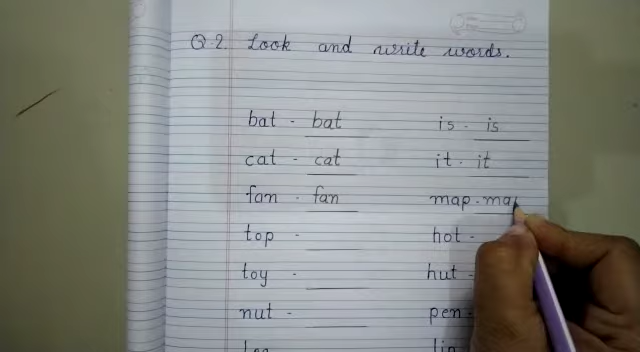 Q.2. Look and write words.
bat - bat is - is
cat - cat it - it
fan - fan map - ma
top - hot -
toy - hut -
nut - pen -